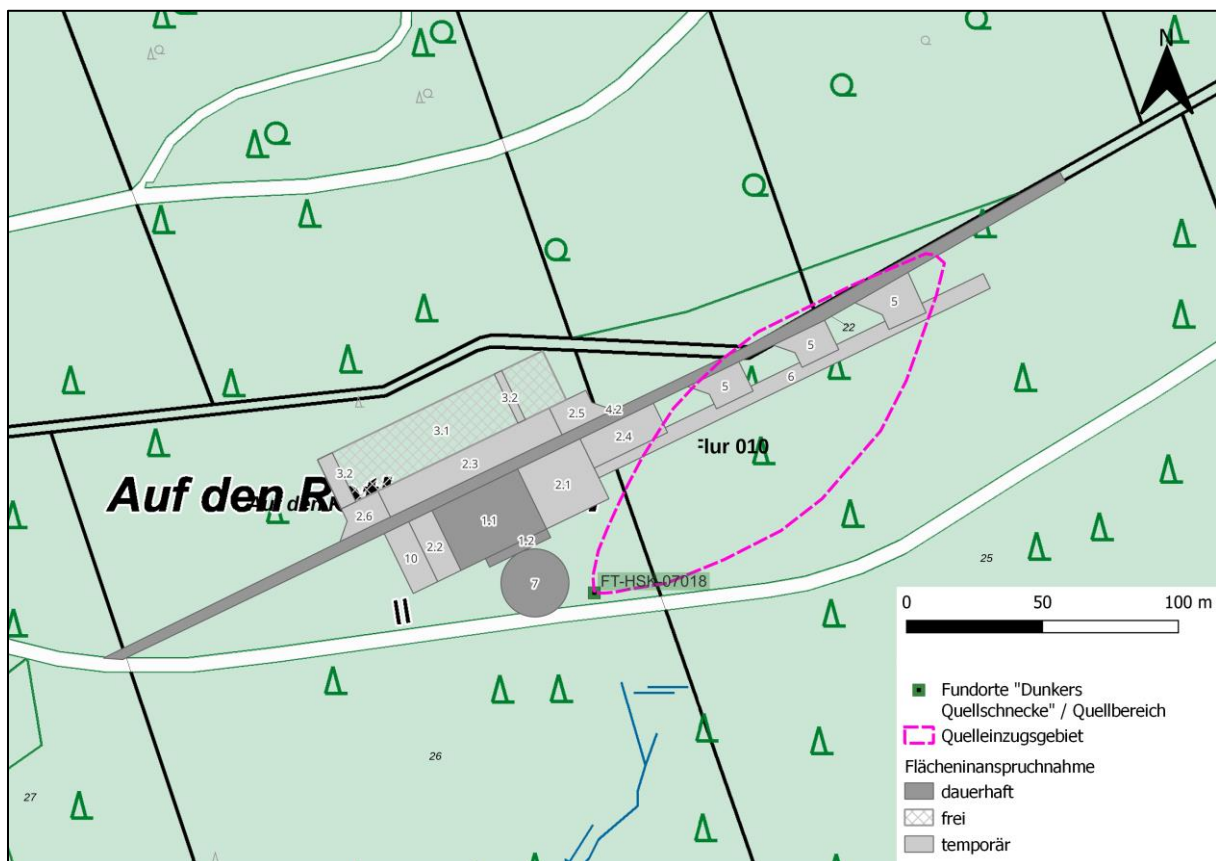 N
5
22
5
5
6
3.2
4.2
2.5
3.1
2.4
Flur 010
2.3
3.2
2.1
Auf den
Auf den
1.1
2.6
2.2
10
1.2
7
FT-HSK-07018
25
II
26
27
0 50 100 m
Fundorte "Dunkers
Quellschnecke" / Quellbereich
Quelleinzugsgebiet
Flächeninanspruchnahme
dauerhaft
frei
temporär